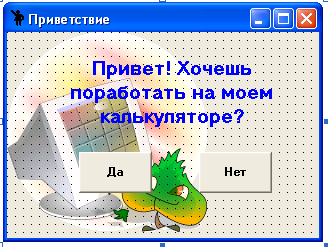 Приветствие
Привет! Хочешь
поработать на моем
калькуляторе?
Да
Нет